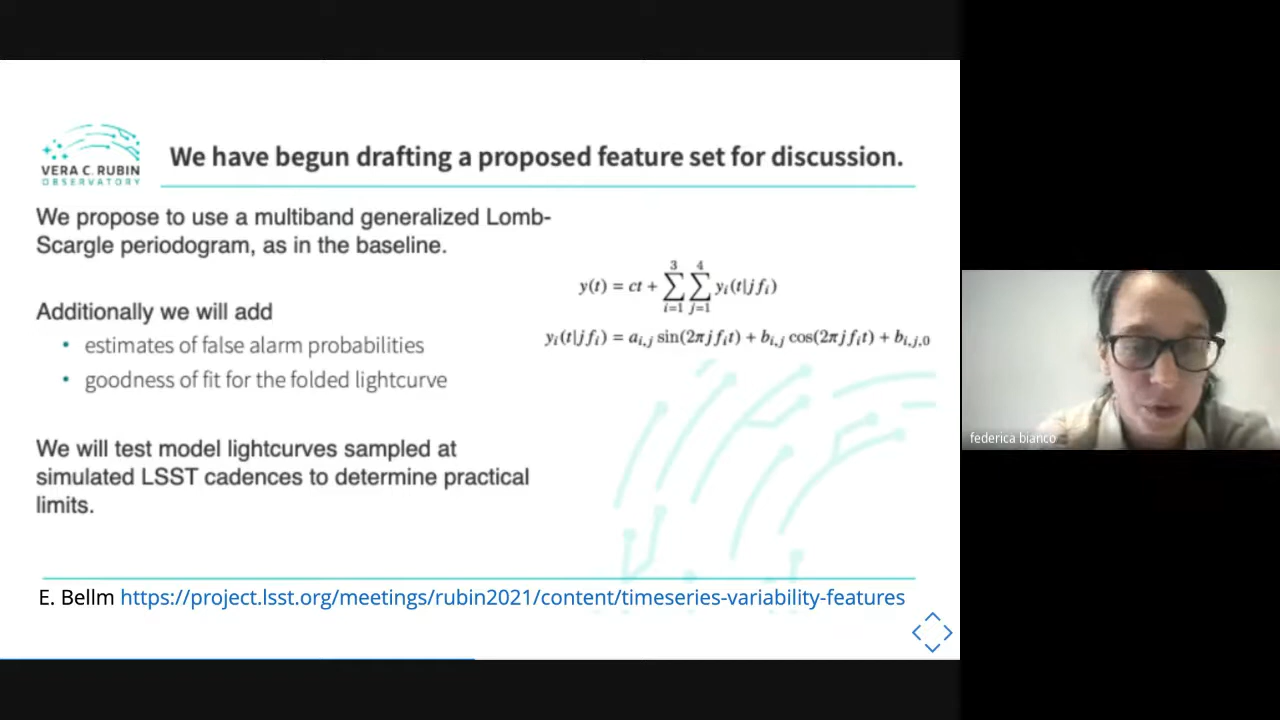 VERA C. RUBIN
OBSERVATORY
We have begun drafting a proposed feature set for discussion.
We propose to use a multiband generalized Lomb-
Scargle periodogram, as in the baseline.
Additionally we will add
• estimates of false alarm probabilities
• goodness of fit for the folded lightcurve
We will test model lightcurves sampled at
simulated LSST cadences to determine practical
limits.
y(t) = ct + ∑_{i=1}^{3} ∑_{j=1}^{4} y_i(t|jf_i)
y_i(t|jf_i) = a_{i,j} sin(2πjf_it) + b_{i,j} cos(2πjf_it) + b_{i,j,0}
E. Bellm https://project.lsst.org/meetings/rubin2021/content/timeseries-variability-features
federica bianco